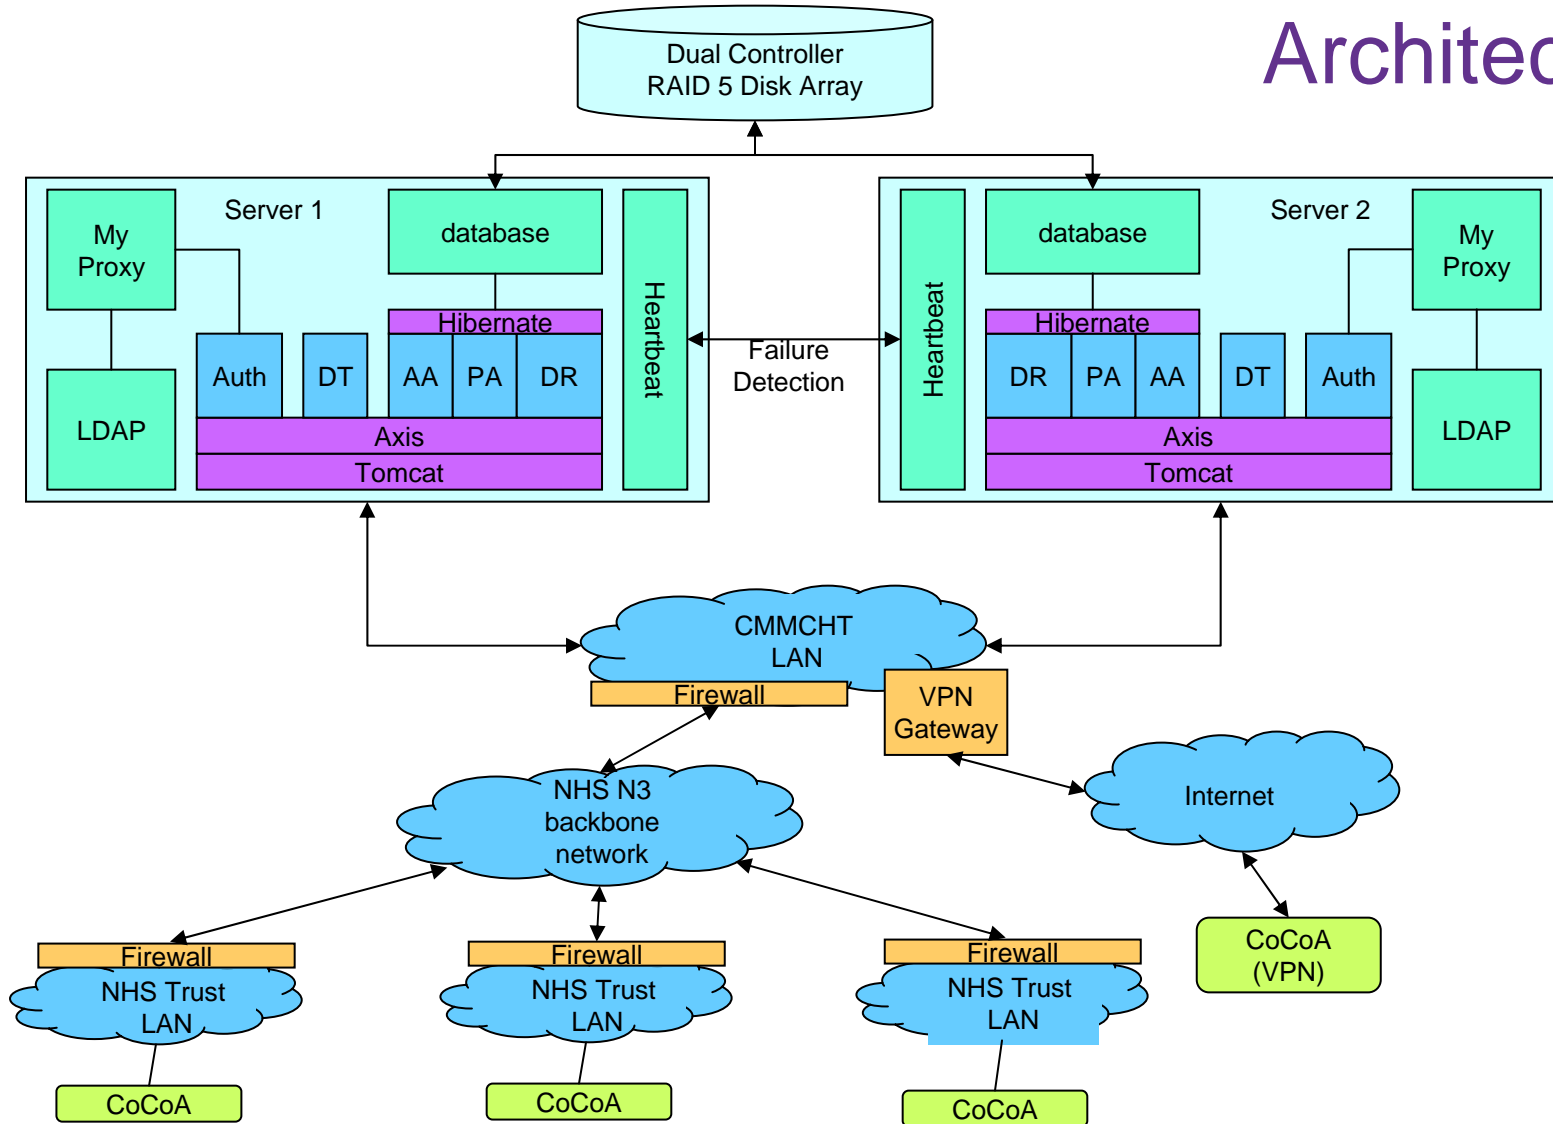 Architec
Dual Controller
RAID 5 Disk Array
Server 1
My
Proxy
database
Heartbeat
Hibernate
Auth
DT
AA
PA
DR
LDAP
Axis
Tomcat
Failure
Detection
Server 2
Heartbeat
database
My
Proxy
Hibernate
DR
PA
AA
DT
Auth
LDAP
Axis
Tomcat
CMMCHT
LAN
Firewall
VPN
Gateway
NHS N3
backbone
network
Internet
Firewall
NHS Trust
LAN
CoCoA
Firewall
NHS Trust
LAN
CoCoA
Firewall
NHS Trust
LAN
CoCoA
CoCoA
(VPN)